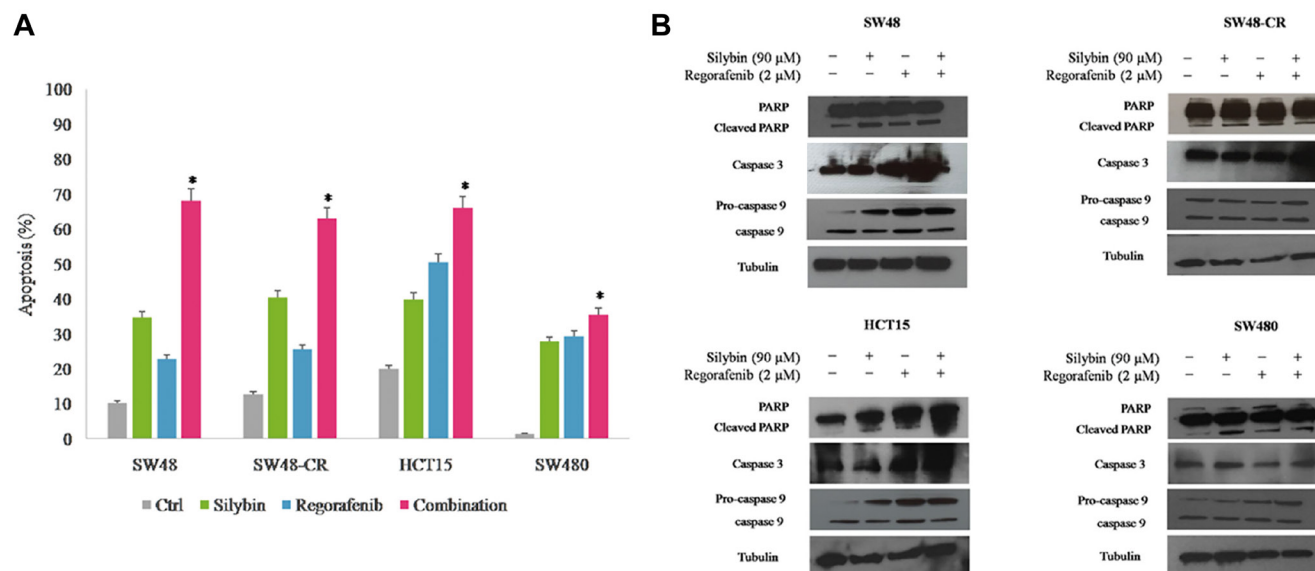 A
Apoptosis (%)
100
90
80
70
60
50
40
30
20
10
0
* * * *
SW48 SW48-CR HCT15 SW480
Ctrl Silybin Regorafenib Combination
B
SW48
Silybin (90 µM) – + – +
Regorafenib (2 µM) – – + +
PARP
Cleaved PARP
Caspase 3
Pro-caspase 9
caspase 9
Tubulin
SW48-CR
Silybin (90 µM) – + – +
Regorafenib (2 µM) – – + +
PARP
Cleaved PARP
Caspase 3
Pro-caspase 9
caspase 9
Tubulin
HCT15
Silybin (90 µM) – + – +
Regorafenib (2 µM) – – + +
PARP
Cleaved PARP
Caspase 3
Pro-caspase 9
caspase 9
Tubulin
SW480
Silybin (90 µM) – + – +
Regorafenib (2 µM) – – + +
PARP
Cleaved PARP
Caspase 3
Pro-caspase 9
caspase 9
Tubulin